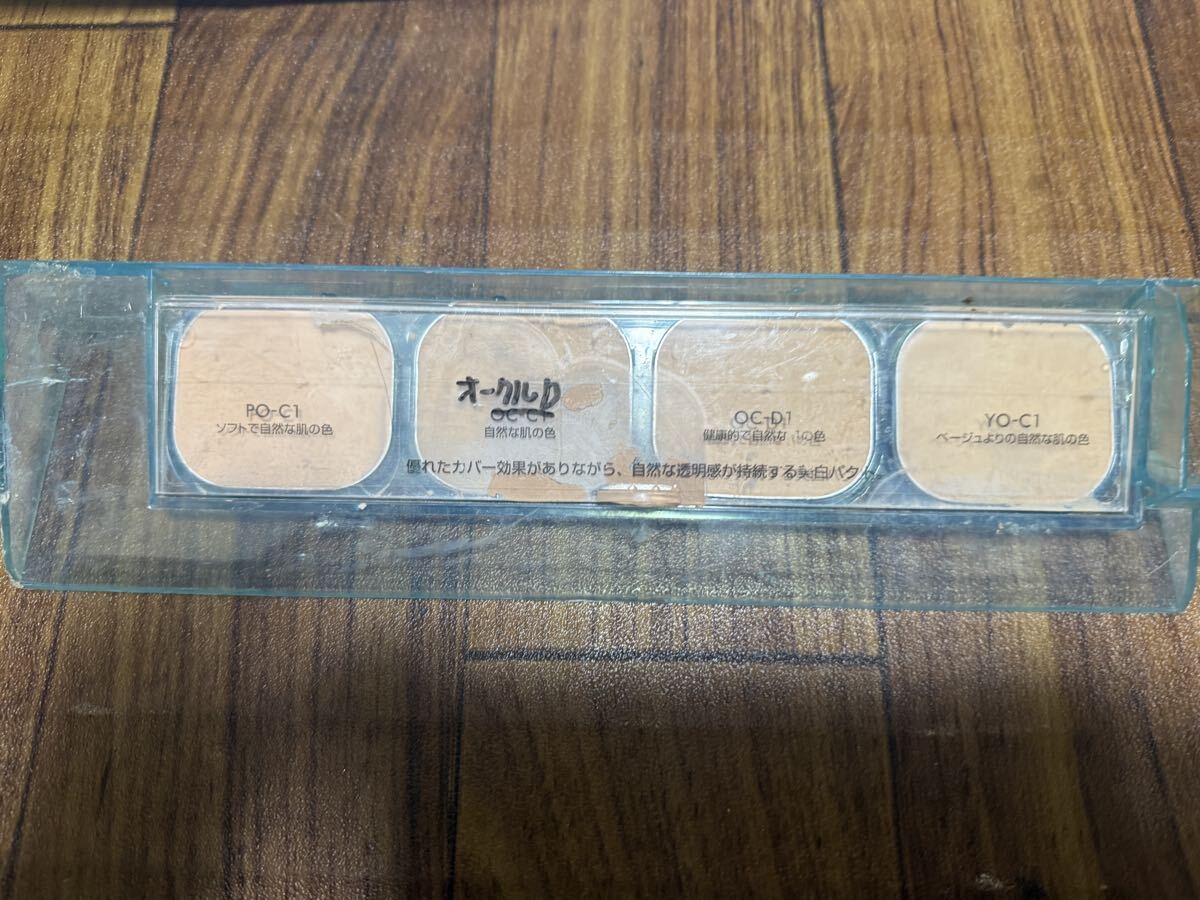 PO-C1
ソフトで自然な肌の色
オークルD
OC-C1
自然な肌の色
OC-D1
健康的で自然な の色
YO-C1
ベージュよりの自然な肌の色
優れたカバー効果がありながら、自然な透明感が持続する美白パク